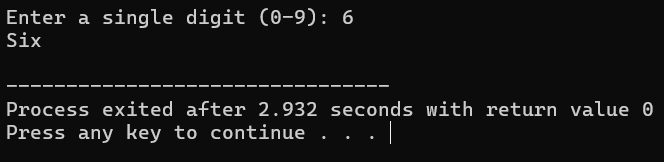 Enter a single digit (0-9): 6
Six
--------------------------------
Process exited after 2.932 seconds with return value 0
Press any key to continue . . .